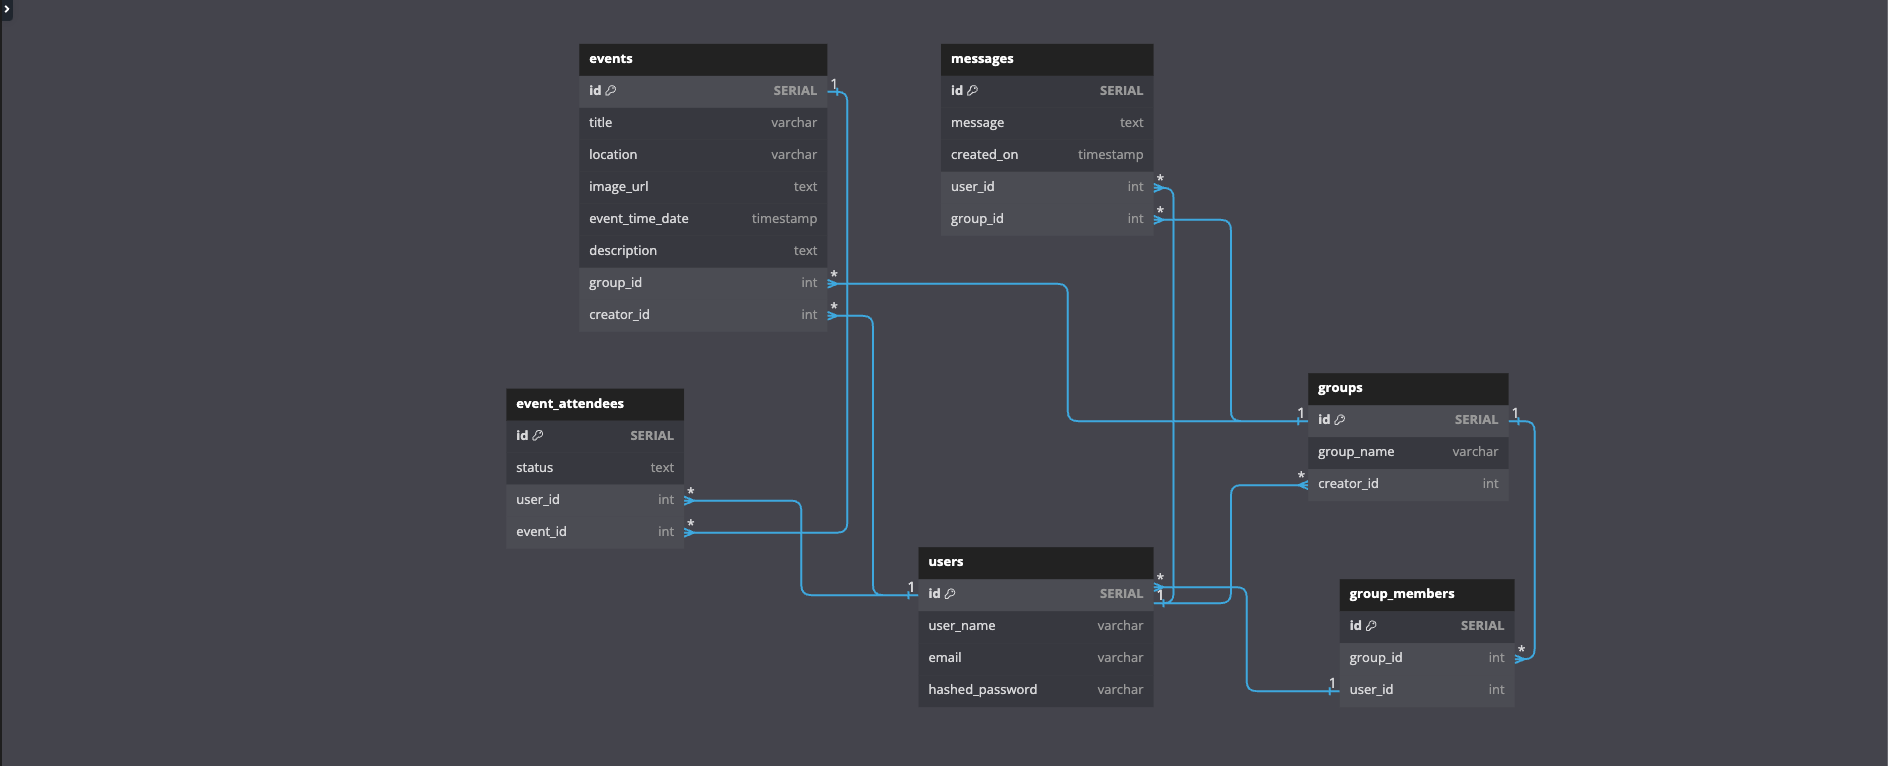 events
id SERIAL
title varchar
location varchar
image_url text
event_time_date timestamp
description text
group_id int
creator_id int
1
*
*
messages
id SERIAL
message text
created_on timestamp
user_id int
group_id int
*
*
event_attendees
id SERIAL
status text
user_id int
event_id int
*
*
groups
id SERIAL
group_name varchar
creator_id int
1
1
*
users
id SERIAL
user_name varchar
email varchar
hashed_password varchar
1
*
1
group_members
id SERIAL
group_id int
user_id int
*
1